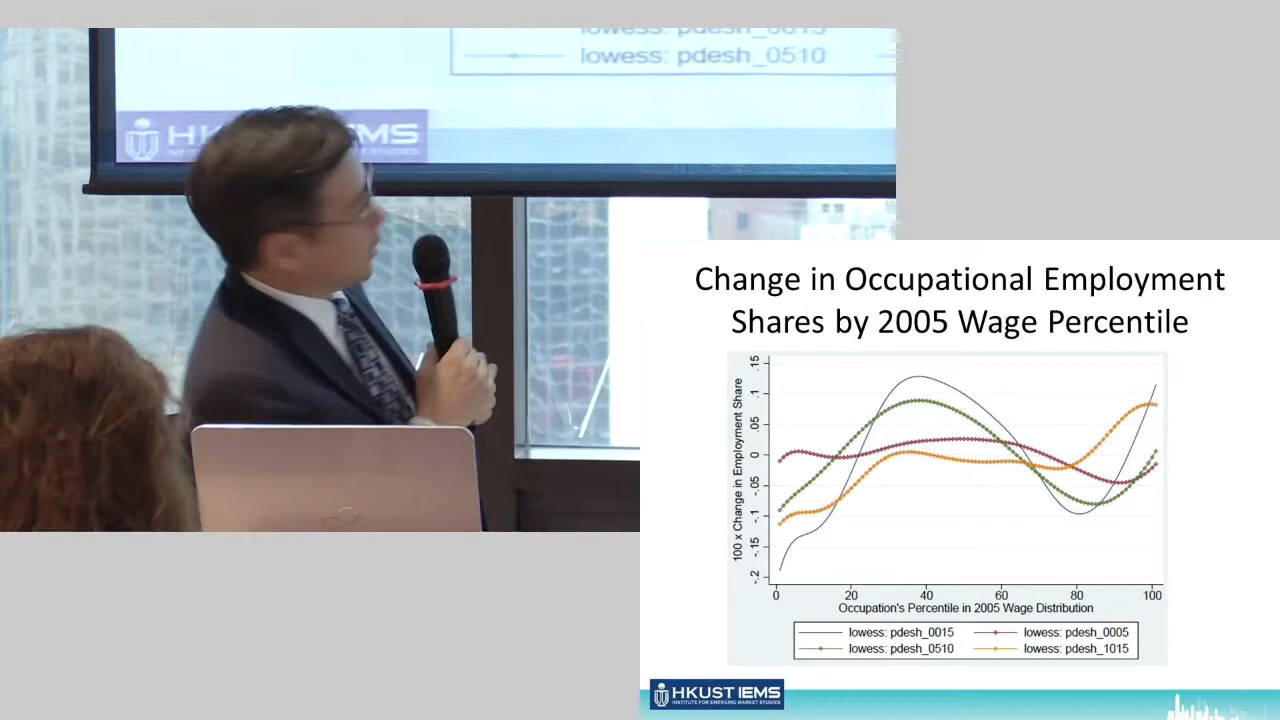 lowess: pdesh_0510
HK
EMS
Change in Occupational Employment
Shares by 2005 Wage Percentile
100 x Change in Employment Share
.15
.1
.05
0
-.05
-.1
-.15
-.2
0 20 40 60 80 100
Occupation's Percentile in 2005 Wage Distribution
lowess: pdesh_0015 lowess: pdesh_0005
lowess: pdesh_0510 lowess: pdesh_1015
HKUST IEMS
INSTITUTE FOR EMERGING MARKET STUDIES